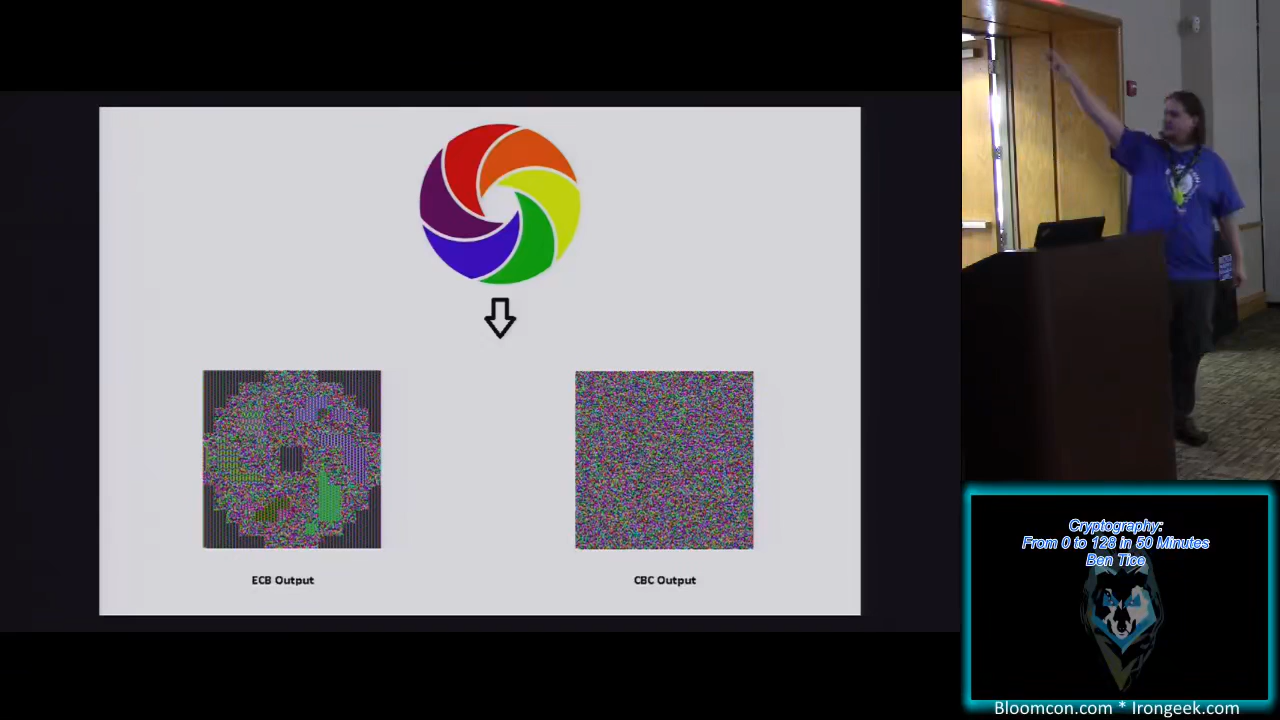 ECB Output
CBC Output
Cryptography:
From 0 to 128 in 50 Minutes
Ben Tice
Bloomcon.com * Irongeek.com